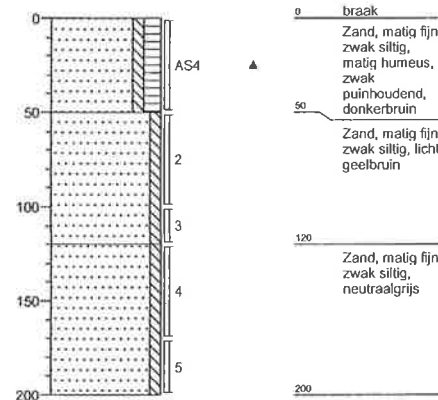 0
50
100
150
200
AS4
2
3
4
5
0
braak
Zand, matig fijn
zwak siltig,
matig humeus,
zwak
puinhoudend,
donkerbruin
50
Zand, matig fijn
zwak siltig, licht
geelbruin
120
Zand, matig fijn
zwak siltig,
neutraalgrijs
200